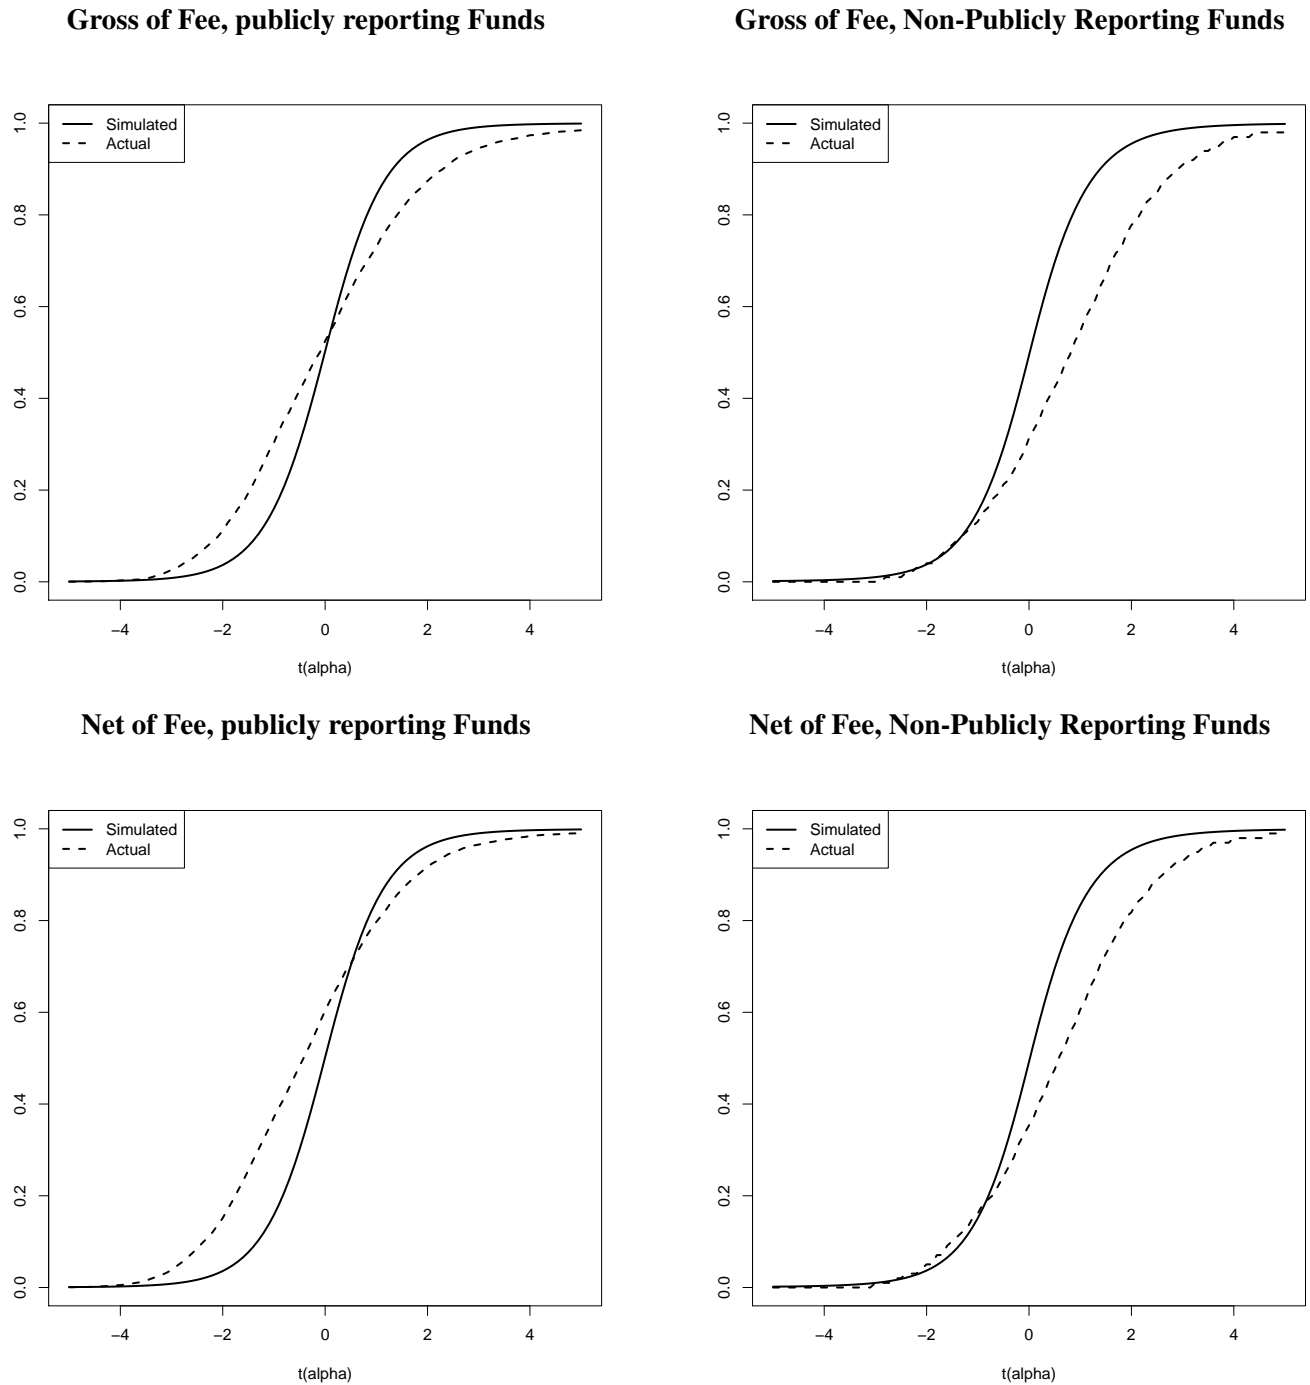 Gross of Fee, publicly reporting Funds
Simulated
Actual
0.0 0.2 0.4 0.6 0.8 1.0
−4 −2 0 2 4
t(alpha)
Gross of Fee, Non-Publicly Reporting Funds
Simulated
Actual
0.0 0.2 0.4 0.6 0.8 1.0
−4 −2 0 2 4
t(alpha)
Net of Fee, publicly reporting Funds
Simulated
Actual
0.0 0.2 0.4 0.6 0.8 1.0
−4 −2 0 2 4
t(alpha)
Net of Fee, Non-Publicly Reporting Funds
Simulated
Actual
0.0 0.2 0.4 0.6 0.8 1.0
−4 −2 0 2 4
t(alpha)